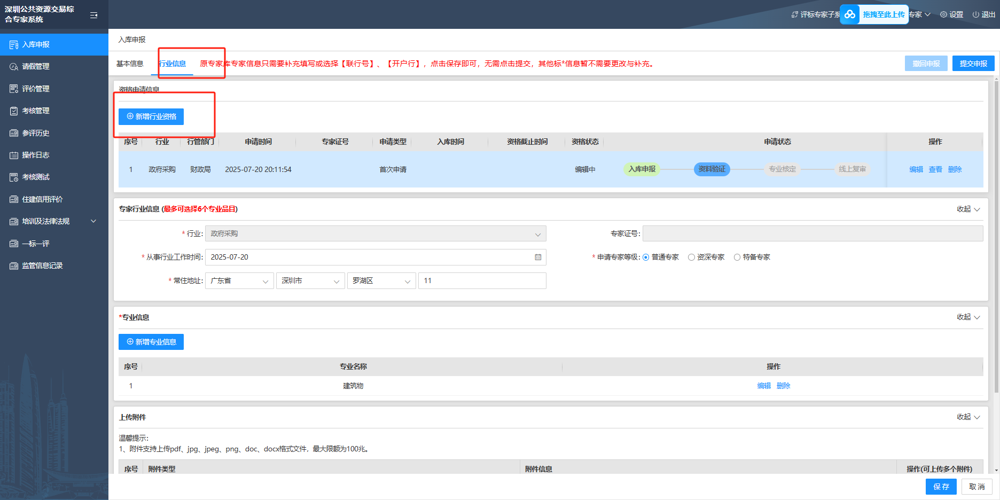 深圳公共资源交易综
合专家系统
评标专家子系
拖拽至此上传
专家
设置
退出
入库申报
请假管理
评价管理
考核管理
参评历史
操作日志
考核测试
住建信用评价
培训及法律法规
一标一评
监管信息记录
入库申报
基本信息
行业信息
原专家库专家信息只需要补充填写或选择【联行号】、【开户行】，点击保存即可，无需点击提交，其他标*信息暂不需要更改与补充。
撤回申报
提交申报
资格申请信息
新增行业资格
序号 行业 行管部门 申请时间 专家证号 申请类型 入库时间 资格截止时间 资格状态 申请状态 操作
1 政府采购 财政局 2025-07-20 20:11:54 首次申请 编辑中 入库申报 资料验证 专业核定 线上复审 编辑 查看 删除
专家行业信息 (最多可选择6个专业品目)
收起
* 行业: 政府采购
专家证号:
* 从事行业工作时间: 2025-07-20
* 申请专家等级: 普通专家 资深专家 特备专家
* 常住地址: 广东省 深圳市 罗湖区 11
*专业信息
收起
新增专业信息
序号 专业名称 操作
1 建筑物 编辑 删除
上传附件
收起
温馨提示:
1、附件支持上传pdf、jpg、jpeg、png、doc、docx格式文件，最大限额为100兆。
序号 附件类型 附件信息 操作(可上传多个附件)
保 存
取 消